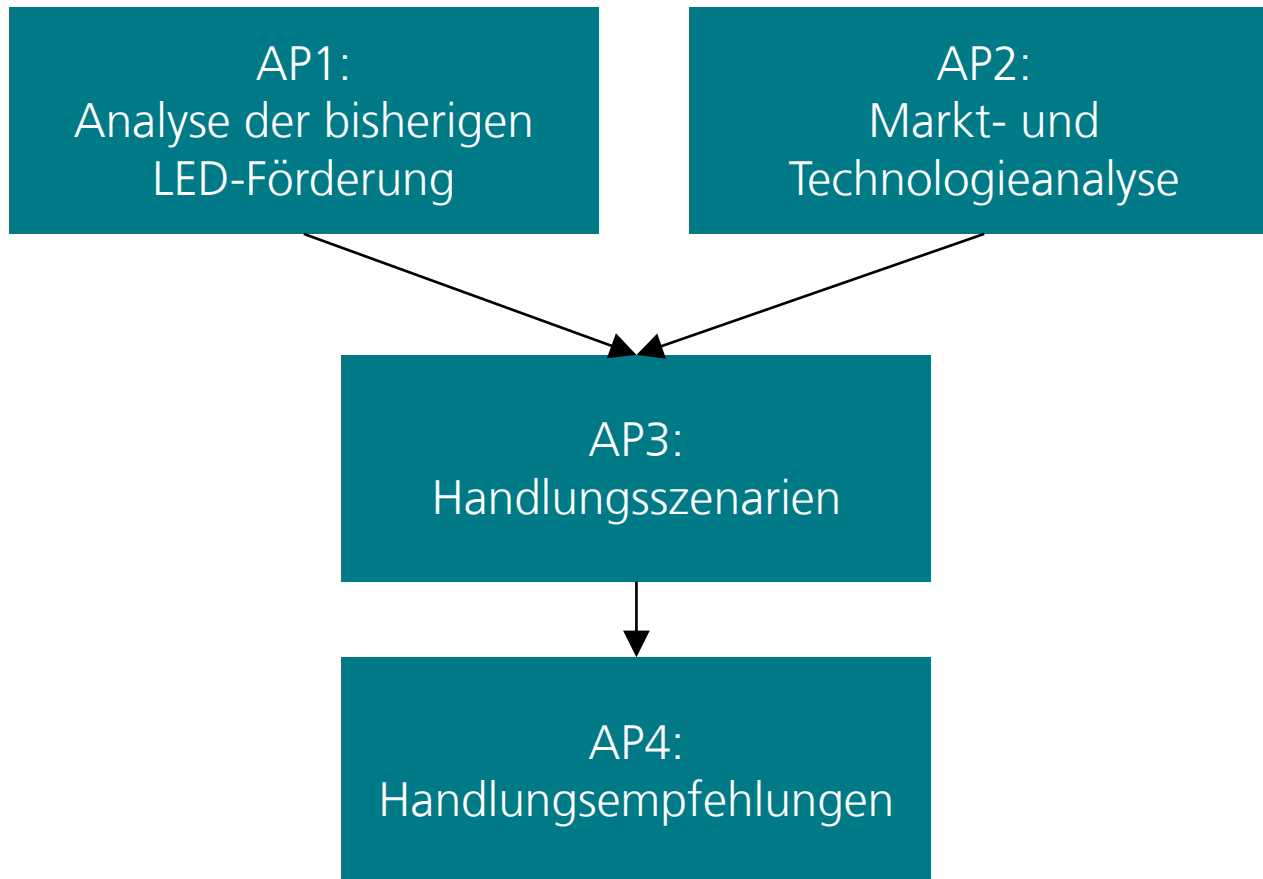 AP1:
Analyse der bisherigen
LED-Förderung
AP2:
Markt- und
Technologieanalyse
AP3:
Handlungsszenarien
AP4:
Handlungsempfehlungen